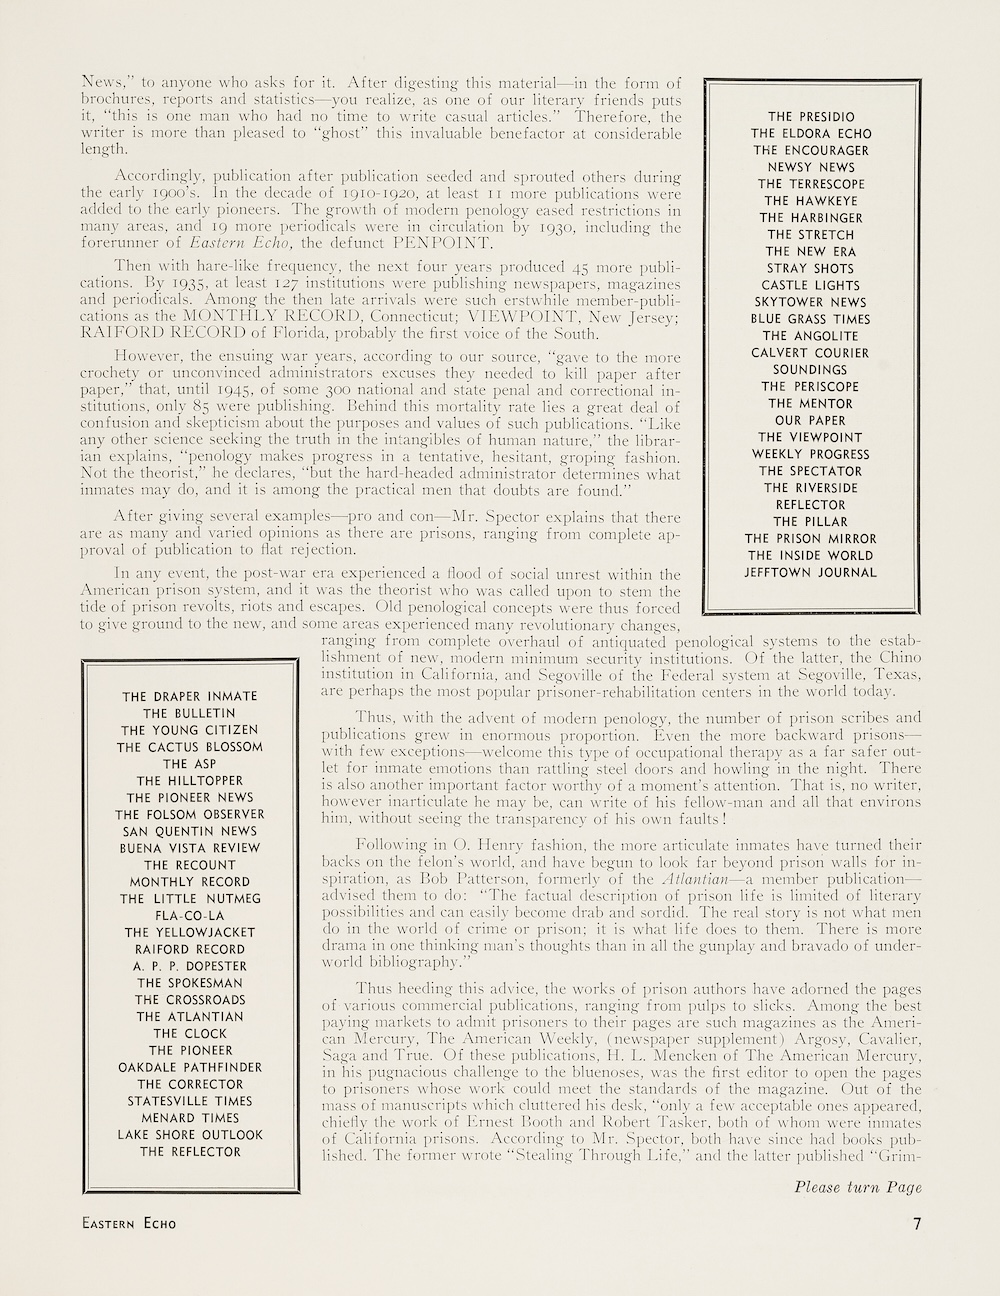 News,” to anyone who asks for it. After digesting this material—in the form of
brochures, reports and statistics—you realize, as one of our literary friends puts
it, “this is one man who had no time to write casual articles.” Therefore, the
writer is more than pleased to “ghost” this invaluable benefactor at considerable
length.
Accordingly, publication after publication seeded and sprouted others during
the early 1900's. In the decade of 1910-1920, at least 11 more publications were
added to the early pioneers. The growth of modern penology eased restrictions in
many areas, and 19 more periodicals were in circulation by 1930, including the
forerunner of Eastern Echo, the defunct PENPOINT.
Then with hare-like frequency, the next four years produced 45 more publi-
cations. By 1935, at least 127 institutions were publishing newspapers, magazines
and periodicals. Among the then late arrivals were such erstwhile member-publi-
cations as the MONTHLY RECORD, Connecticut; VIEWPOINT, New Jersey;
RAIFORD RECORD of Florida, probably the first voice of the South.
However, the ensuing war years, according to our source, “gave to the more
crochety or unconvinced administrators excuses they needed to kill paper after
paper,” that, until 1945, of some 300 national and state penal and correctional in-
stitutions, only 85 were publishing. Behind this mortality rate lies a great deal of
confusion and skepticism about the purposes and values of such publications. “Like
any other science seeking the truth in the intangibles of human nature,” the librar-
ian explains, “penology makes progress in a tentative, hesitant, groping fashion.
Not the theorist,” he declares, “but the hard-headed administrator determines what
inmates may do, and it is among the practical men that doubts are found.”
After giving several examples—pro and con—Mr. Spector explains that there
are as many and varied opinions as there are prisons, ranging from complete ap-
proval of publication to flat rejection.
In any event, the post-war era experienced a flood of social unrest within the
American prison system, and it was the theorist who was called upon to stem the
tide of prison revolts, riots and escapes. Old penological concepts were thus forced
to give ground to the new, and some areas experienced many revolutionary changes,
ranging from complete overhaul of antiquated penological systems to the estab-
lishment of new, modern minimum security institutions. Of the latter, the Chino
institution in California, and Segoville of the Federal system at Segoville, Texas,
are perhaps the most popular prisoner-rehabilitation centers in the world today.
Thus, with the advent of modern penology, the number of prison scribes and
publications grew in enormous proportion. Even the more backward prisons—
with few exceptions—welcome this type of occupational therapy as a far safer out-
let for inmate emotions than rattling steel doors and howling in the night. There
is also another important factor worthy of a moment's attention. That is, no writer,
however inarticulate he may be, can write of his fellow-man and all that environs
him, without seeing the transparency of his own faults!
Following in O. Henry fashion, the more articulate inmates have turned their
backs on the felon's world, and have begun to look far beyond prison walls for in-
spiration, as Bob Patterson, formerly of the Atlantian—a member publication—
advised them to do: “The factual description of prison life is limited of literary
possibilities and can easily become drab and sordid. The real story is not what men
do in the world of crime or prison; it is what life does to them. There is more
drama in one thinking man's thoughts than in all the gunplay and bravado of under-
world bibliography.”
Thus heeding this advice, the works of prison authors have adorned the pages
of various commercial publications, ranging from pulps to slicks. Among the best
paying markets to admit prisoners to their pages are such magazines as the Ameri-
can Mercury, The American Weekly, (newspaper supplement) Argosy, Cavalier,
Saga and True. Of these publications, H. L. Mencken of The American Mercury,
in his pugnacious challenge to the bluenoses, was the first editor to open the pages
to prisoners whose work could meet the standards of the magazine. Out of the
mass of manuscripts which cluttered his desk, “only a few acceptable ones appeared,
chiefly the work of Ernest Booth and Robert Tasker, both of whom were inmates
of California prisons. According to Mr. Spector, both have since had books pub-
lished. The former wrote “Stealing Through Life,” and the latter published “Grim-
Please turn Page
THE PRESIDIO
THE ELDORA ECHO
THE ENCOURAGER
NEWSY NEWS
THE TERRESCOPE
THE HAWKEYE
THE HARBINGER
THE STRETCH
THE NEW ERA
STRAY SHOTS
CASTLE LIGHTS
SKYTOWER NEWS
BLUE GRASS TIMES
THE ANGOLITE
CALVERT COURIER
SOUNDINGS
THE PERISCOPE
THE MENTOR
OUR PAPER
THE VIEWPOINT
WEEKLY PROGRESS
THE SPECTATOR
THE RIVERSIDE
REFLECTOR
THE PILLAR
THE PRISON MIRROR
THE INSIDE WORLD
JEFFTOWN JOURNAL
THE DRAPER INMATE
THE BULLETIN
THE YOUNG CITIZEN
THE CACTUS BLOSSOM
THE ASP
THE HILLTOPPER
THE PIONEER NEWS
THE FOLSOM OBSERVER
SAN QUENTIN NEWS
BUENA VISTA REVIEW
THE RECOUNT
MONTHLY RECORD
THE LITTLE NUTMEG
FLA-CO-LA
THE YELLOWJACKET
RAIFORD RECORD
A. P. P. DOPESTER
THE SPOKESMAN
THE CROSSROADS
THE ATLANTIAN
THE CLOCK
THE PIONEER
OAKDALE PATHFINDER
THE CORRECTOR
STATESVILLE TIMES
MENARD TIMES
LAKE SHORE OUTLOOK
THE REFLECTOR
EASTERN ECHO
7